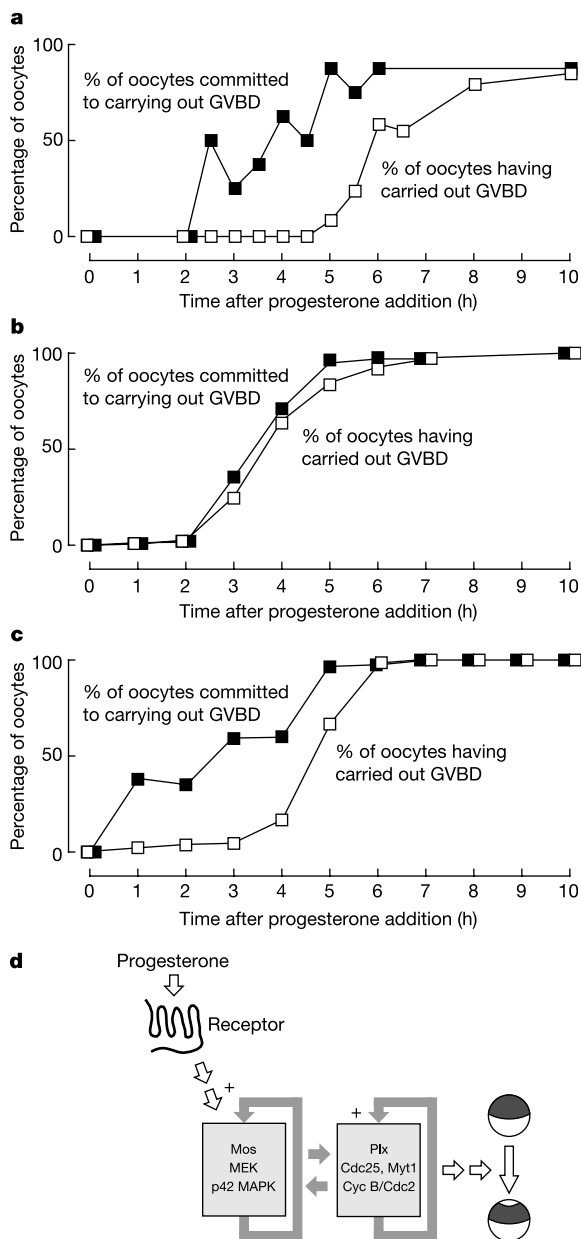 a
100
50
0
Percentage of oocytes
% of oocytes committed
to carrying out GVBD
% of oocytes having
carried out GVBD
0 1 2 3 4 5 6 7 8 9 10
Time after progesterone addition (h)
b
100
50
0
Percentage of oocytes
% of oocytes committed
to carrying out GVBD
% of oocytes having
carried out GVBD
0 1 2 3 4 5 6 7 8 9 10
Time after progesterone addition (h)
c
100
50
0
Percentage of oocytes
% of oocytes committed
to carrying out GVBD
% of oocytes having
carried out GVBD
0 1 2 3 4 5 6 7 8 9 10
Time after progesterone addition (h)
d
Progesterone
Receptor
+
+
Mos
MEK
p42 MAPK
Plx
Cdc25, Myt1
Cyc B/Cdc2